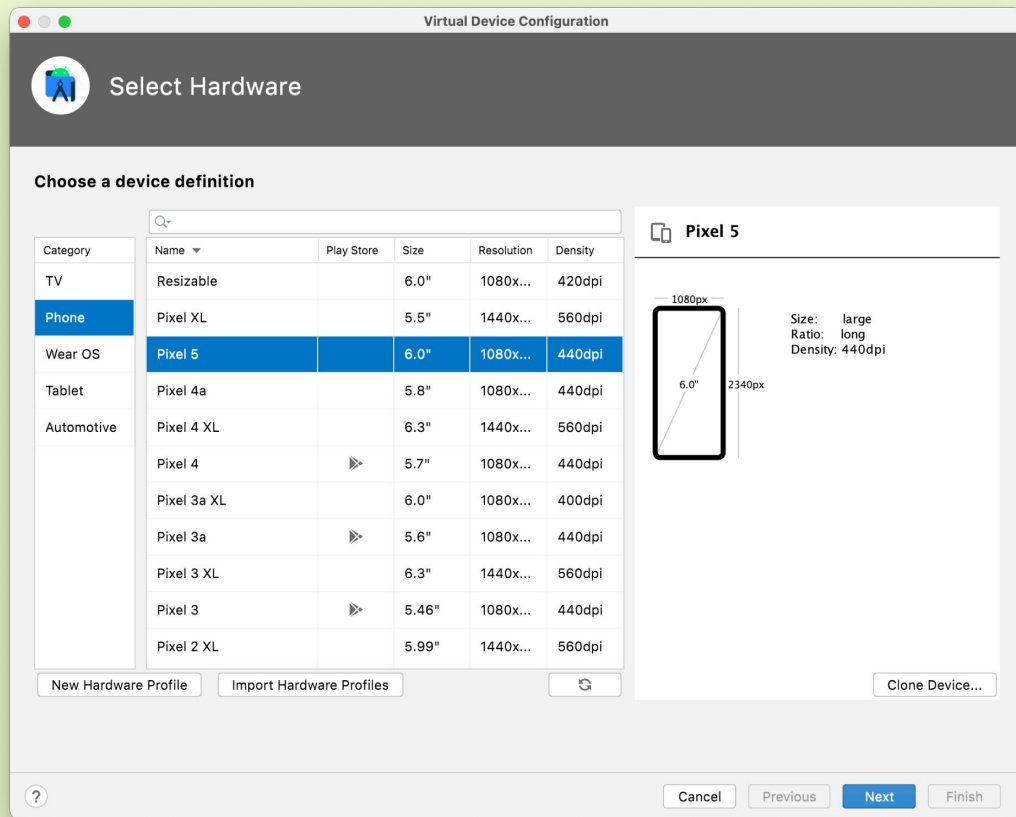 Virtual Device Configuration
Select Hardware
Choose a device definition
Category
TV
Phone
Wear OS
Tablet
Automotive
Name Play Store Size Resolution Density
Resizable 6.0" 1080x... 420dpi
Pixel XL 5.5" 1440x... 560dpi
Pixel 5 6.0" 1080x... 440dpi
Pixel 4a 5.8" 1080x... 440dpi
Pixel 4 XL 6.3" 1440x... 560dpi
Pixel 4 5.7" 1080x... 440dpi
Pixel 3a XL 6.0" 1080x... 400dpi
Pixel 3a 5.6" 1080x... 440dpi
Pixel 3 XL 6.3" 1440x... 560dpi
Pixel 3 5.46" 1080x... 440dpi
Pixel 2 XL 5.99" 1440x... 560dpi
New Hardware Profile Import Hardware Profiles
Pixel 5
1080px
6.0" 2340px
Size: large
Ratio: long
Density: 440dpi
Clone Device...
? Cancel Previous Next Finish